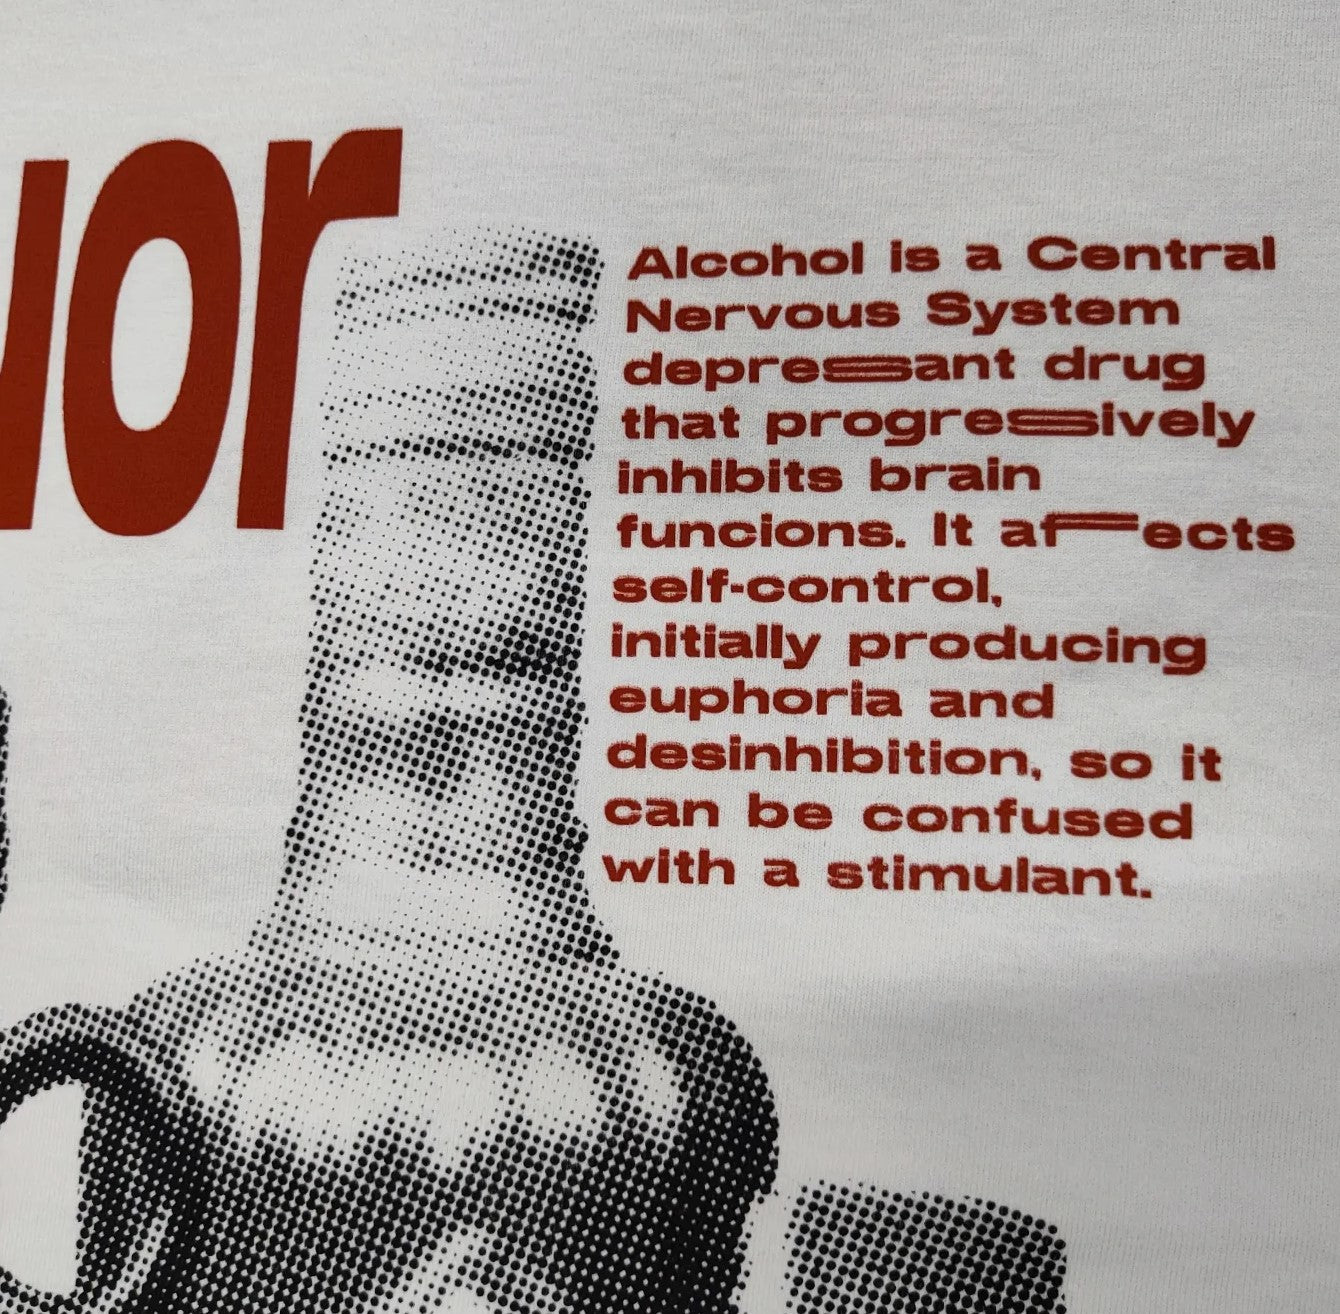 uor
Alcohol is a Central
Nervous System
depressant drug
that progressively
inhibits brain
funcions. It affects
self-control,
initially producing
euphoria and
desinhibition, so it
can be confused
with a stimulant.